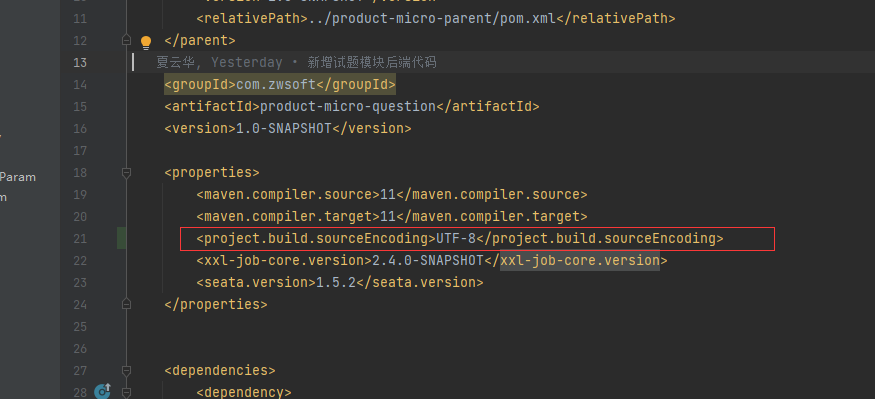 11 <relativePath>../product-micro-parent/pom.xml</relativePath>
12 </parent>
13 夏云华, Yesterday • 新增试题模块后端代码
14 <groupId>com.zwsoft</groupId>
15 <artifactId>product-micro-question</artifactId>
16 <version>1.0-SNAPSHOT</version>
17
18 <properties>
19 <maven.compiler.source>11</maven.compiler.source>
20 <maven.compiler.target>11</maven.compiler.target>
Param
21 <project.build.sourceEncoding>UTF-8</project.build.sourceEncoding>
22 <xxl-job-core.version>2.4.0-SNAPSHOT</xxl-job-core.version>
23 <seata.version>1.5.2</seata.version>
24 </properties>
25
26
27 <dependencies>
28 <dependency>